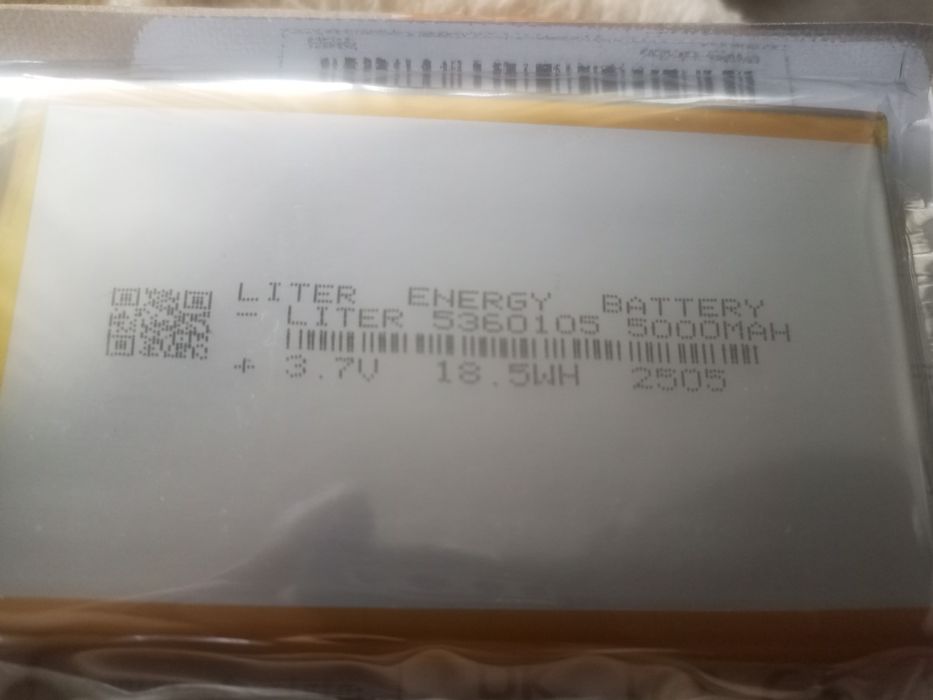 LITER ENERGY BATTERY
- LITER 5360105 5000MAH
+ 3.7V 18.5WH 2505